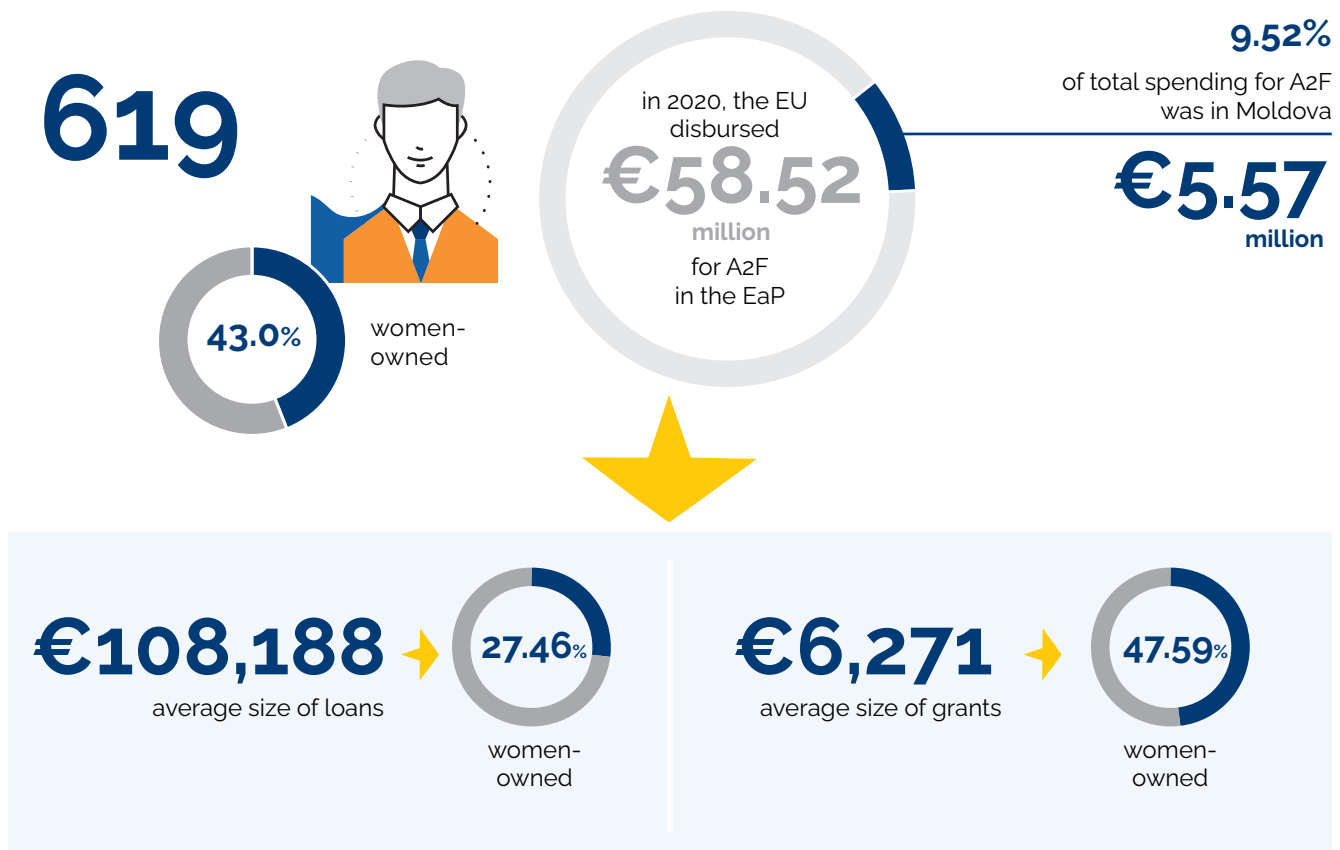 619
43.0%
women-
owned
in 2020, the EU
disbursed
€58.52
million
for A2F
in the EaP
9.52%
of total spending for A2F
was in Moldova
€5.57
million
€108,188
average size of loans
27.46%
women-
owned
€6,271
average size of grants
47.59%
women-
owned